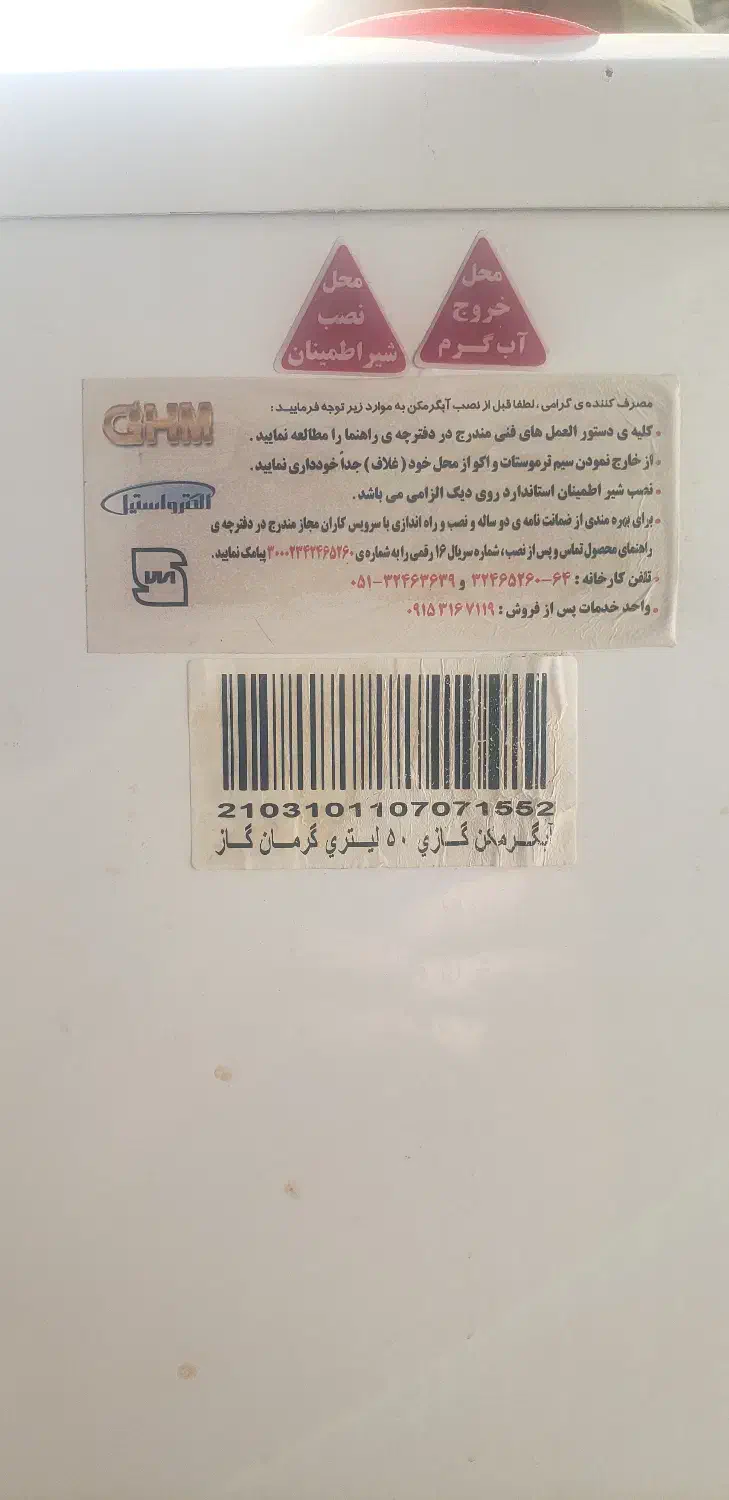 محل
خروج
آب گرم
محل
نصب
شیر اطمینان
GHM
الکترواستیل
مصرف کننده ی گرامی، لطفا قبل از نصب آبگرمکن به موارد زیر توجه فرمایید:
• کلیه ی دستور العمل های فنی مندرج در دفترچه ی راهنما را مطالعه نمایید.
• از خارج نمودن سیم ترموستات و اکو از محل خود (غلاف) جداً خودداری نمایید.
• نصب شیر اطمینان استاندارد روی دیگ الزامی می باشد.
• برای بهره مندی از ضمانت نامه ی دو ساله و نصب و راه اندازی با سرویس کاران مجاز مندرج در دفترچه ی
راهنمای محصول تماس و پس از نصب، شماره سریال ۱۶ رقمی را به شماره ی ۳۰۰۰۲۳۴۲۴۶۵۲۶۰ پیامک نمایید.
• تلفن کارخانه: ۶۴-۳۲۴۶۵۲۶۰ و ۳۲۴۶۳۶۳۹-۰۵۱
• واحد خدمات پس از فروش: ۰۹۱۵۳۱۶۷۱۱۹
2103101107071552
آبگرمکن گازي ۵۰ ليتري گرمان گاز